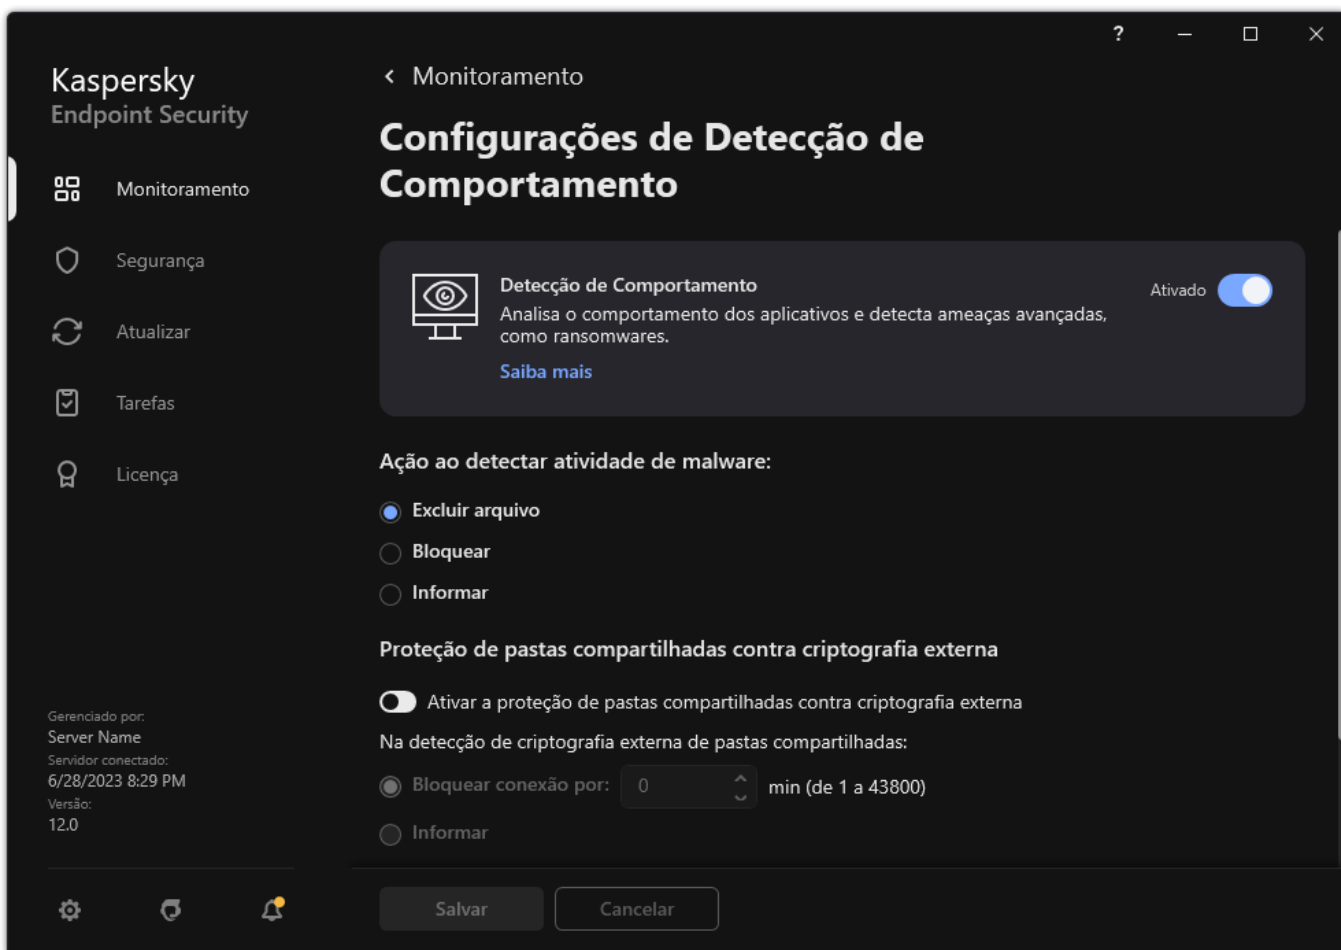 ?
Kaspersky
Endpoint Security
Monitoramento
Segurança
Atualizar
Tarefas
Licença
Gerenciado por:
Server Name
Servidor conectado:
6/28/2023 8:29 PM
Versão:
12.0
Monitoramento
Configurações de Detecção de
Comportamento
Detecção de Comportamento
Ativado
Analisa o comportamento dos aplicativos e detecta ameaças avançadas,
como ransomwares.
Saiba mais
Ação ao detectar atividade de malware:
Excluir arquivo
Bloquear
Informar
Proteção de pastas compartilhadas contra criptografia externa
Ativar a proteção de pastas compartilhadas contra criptografia externa
Na detecção de criptografia externa de pastas compartilhadas:
Bloquear conexão por: 0 min (de 1 a 43800)
Informar
Salvar Cancelar